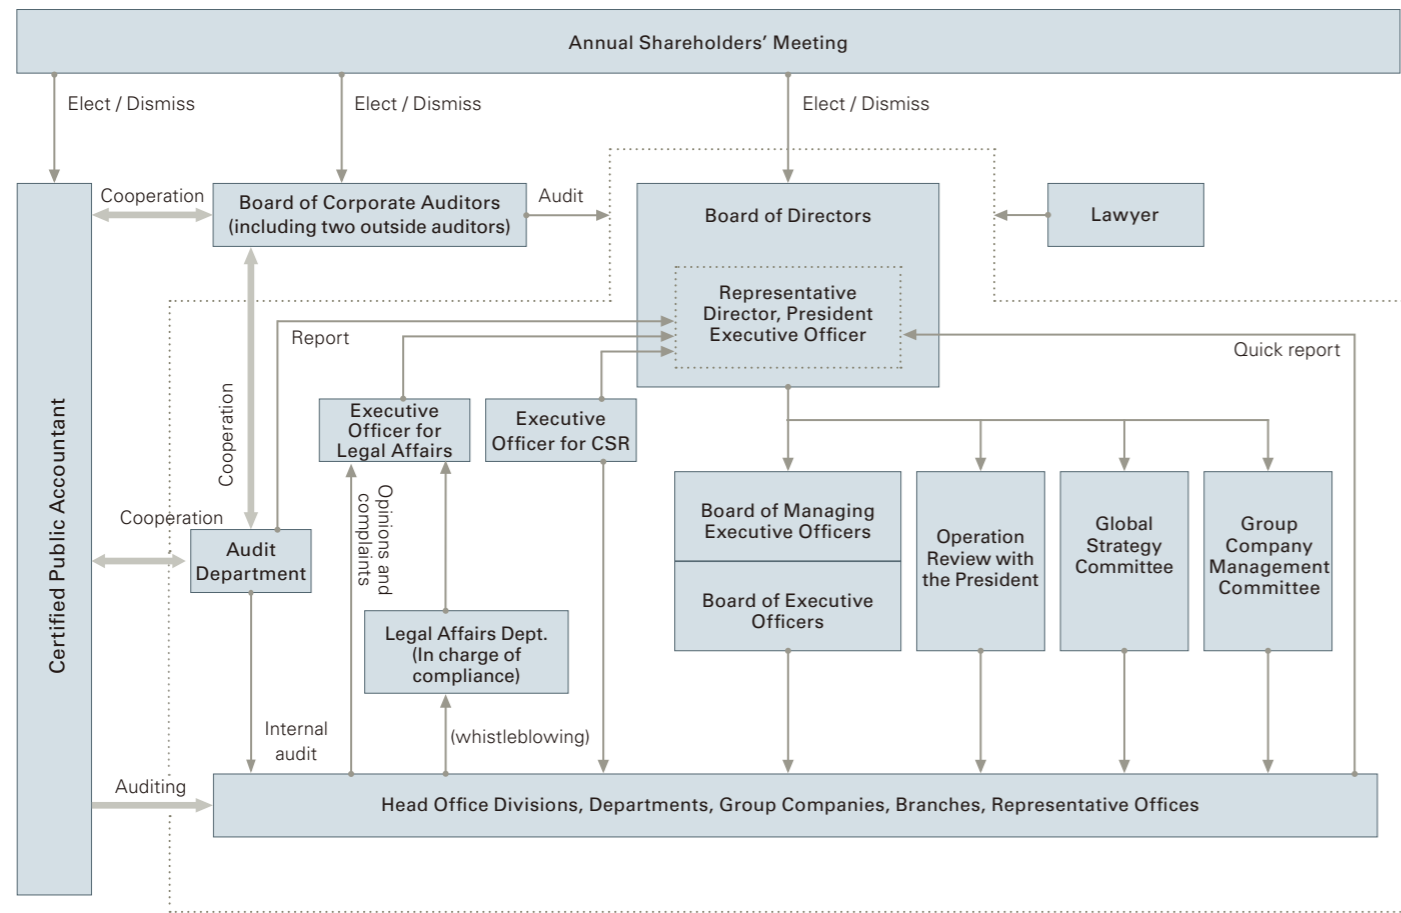 Annual Shareholders’ Meeting
Elect / Dismiss
Elect / Dismiss
Elect / Dismiss
Cooperation
Board of Corporate Auditors
(including two outside auditors)
Audit
Board of Directors
Lawyer
Representative
Director, President
Executive Officer
Report
Quick report
Certified Public Accountant
Cooperation
Executive
Officer for
Legal Affairs
Executive
Officer for CSR
Opinions and
complaints
Cooperation
Audit
Department
Board of Managing
Executive Officers
Board of Executive
Officers
Operation
Review with
the President
Global
Strategy
Committee
Group
Company
Management
Committee
Legal Affairs Dept.
(In charge of
compliance)
Internal
audit
(whistleblowing)
Auditing
Head Office Divisions, Departments, Group Companies, Branches, Representative Offices